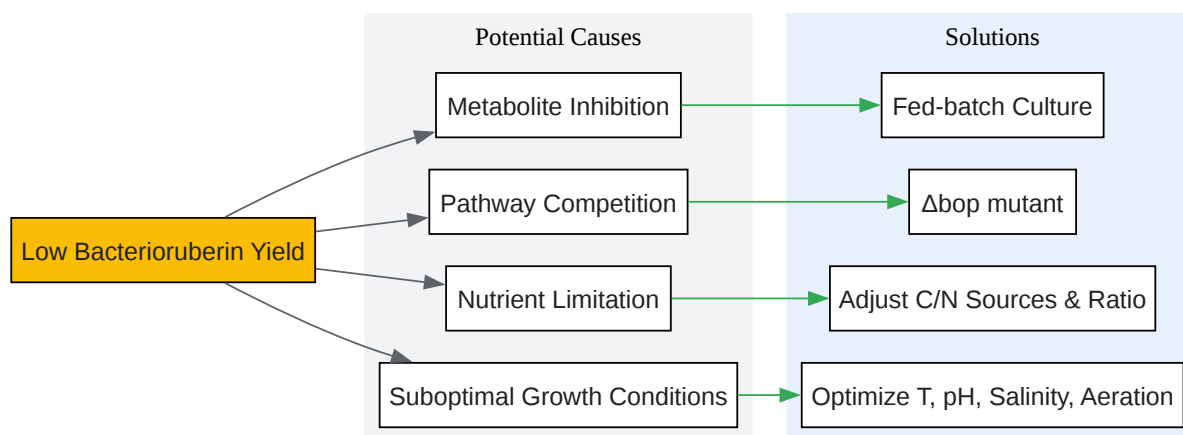 Potential Causes
Solutions
Metabolite Inhibition
Fed-batch Culture
Pathway Competition
Δbop mutant
Low Bacterioruberin Yield
Nutrient Limitation
Adjust C/N Sources & Ratio
Suboptimal Growth Conditions
Optimize T, pH, Salinity, Aeration